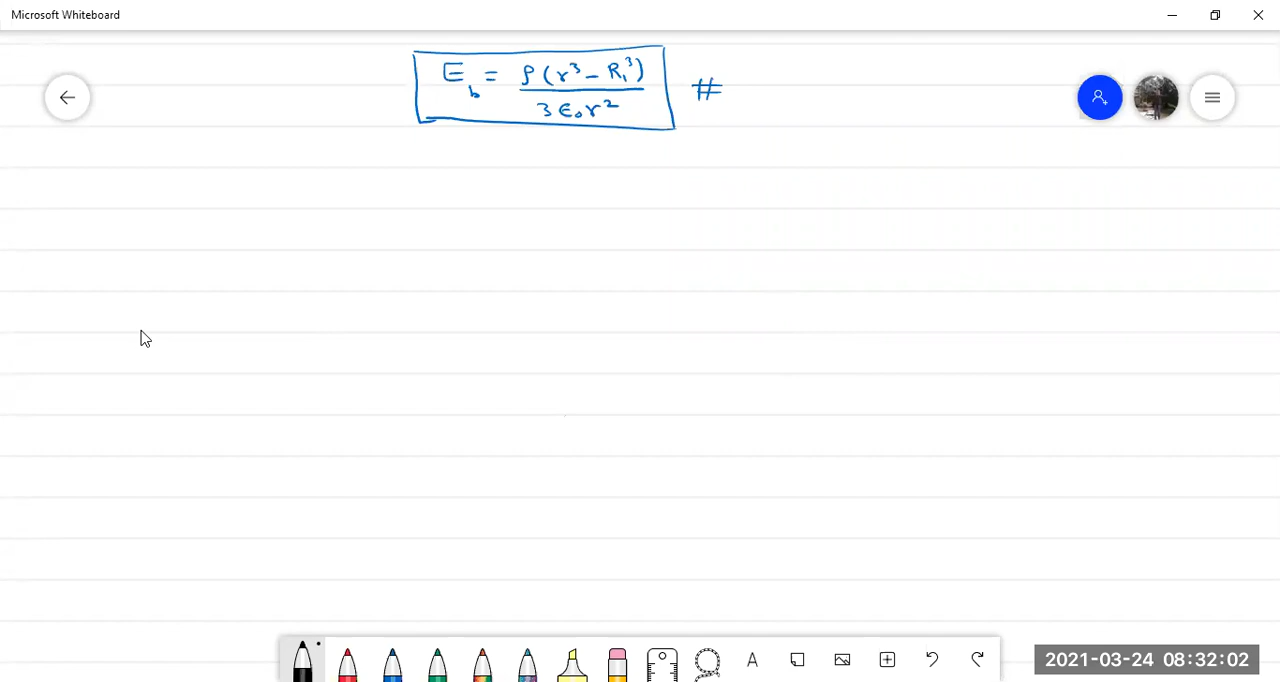 Microsoft Whiteboard
E_b = ρ(r³ - R₁³) / 3ε₀r² #
A
2021-03-24 08:32:02